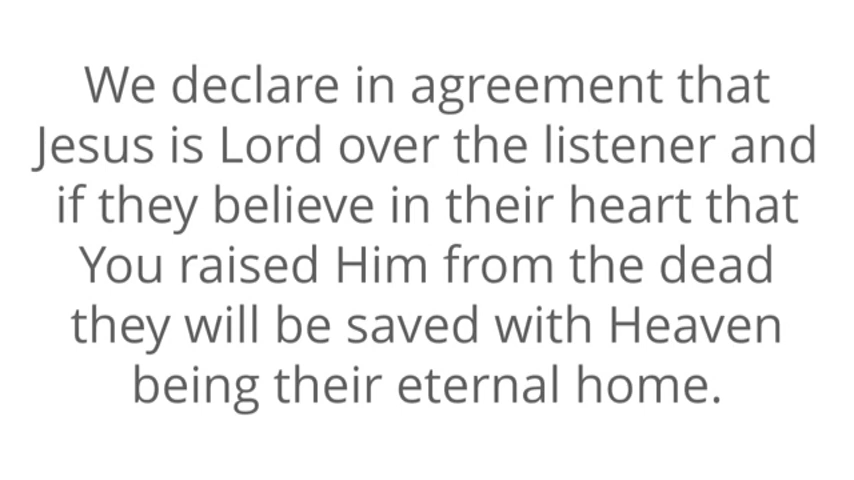 We declare in agreement that
Jesus is Lord over the listener and
if they believe in their heart that
You raised Him from the dead
they will be saved with Heaven
being their eternal home.